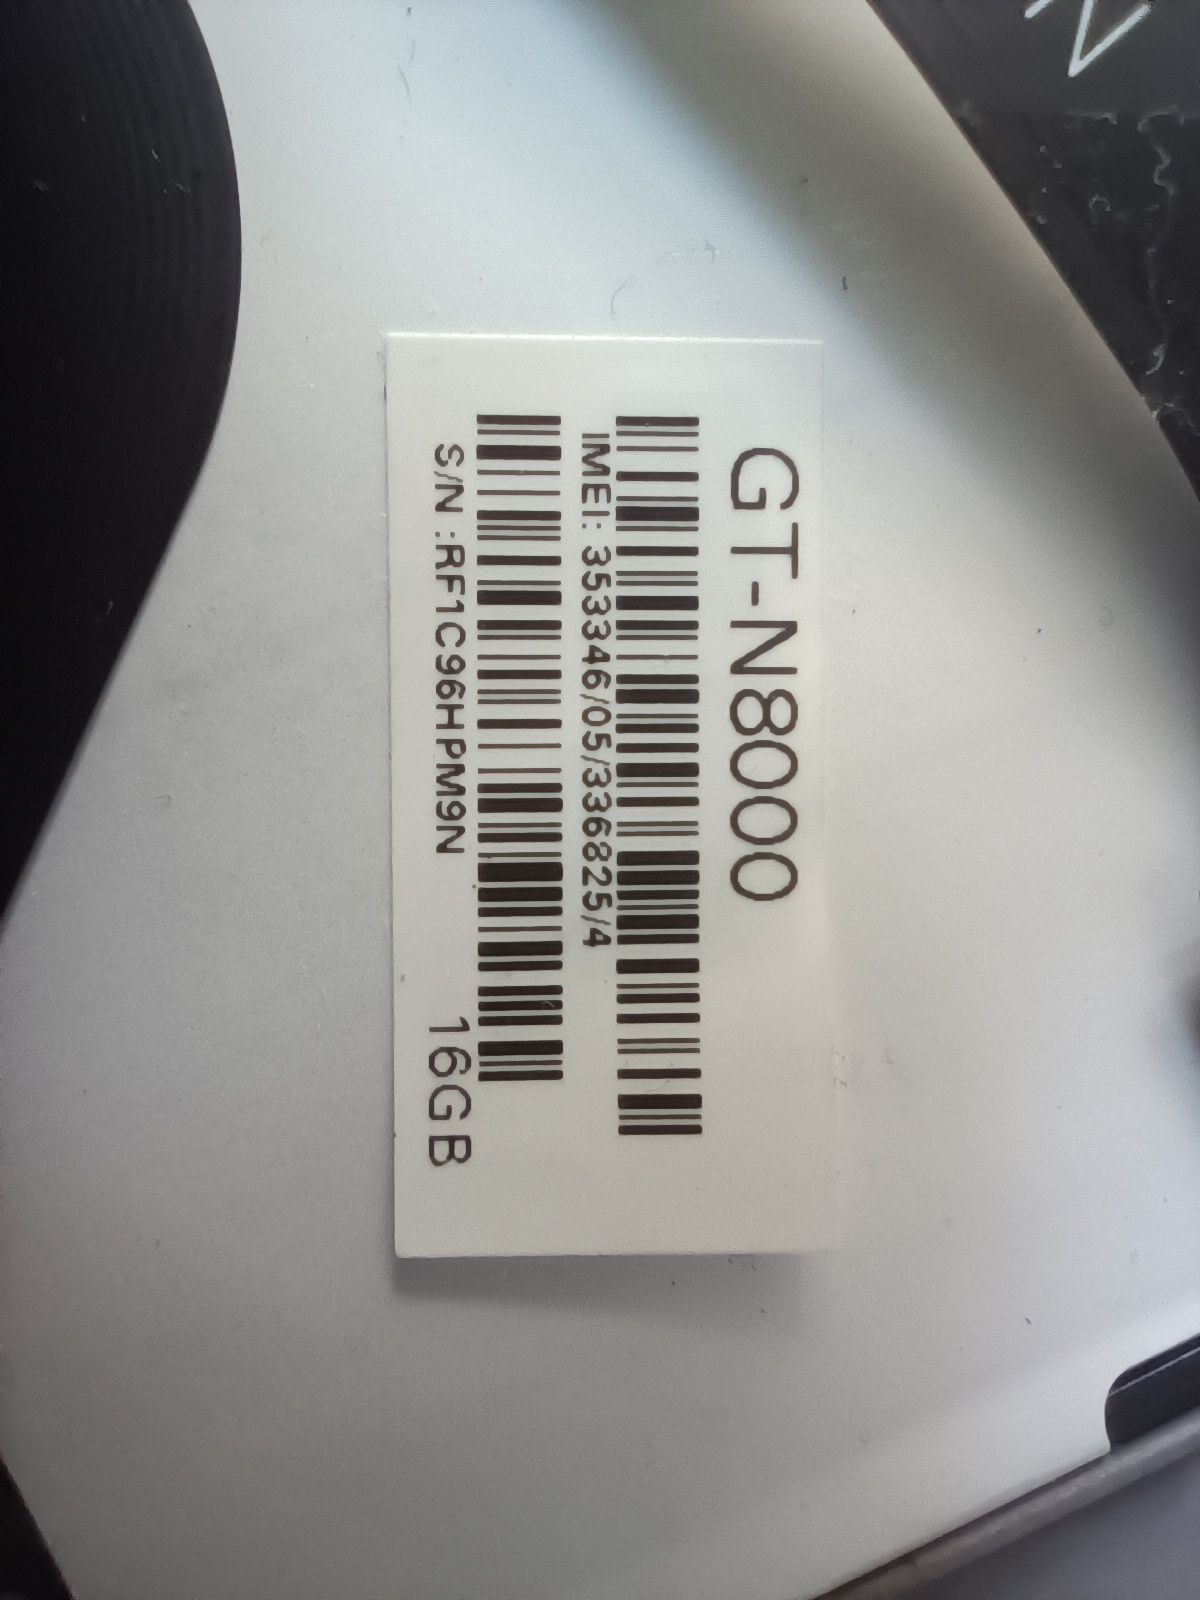 GT-N8000
IMEI: 353346/05/336825/4
S/N :RF1C96HPM9N
16GB